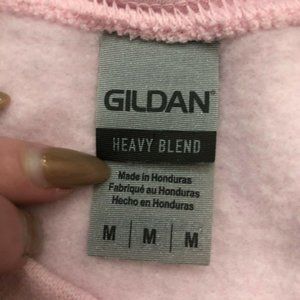 GILDAN®
HEAVY BLEND
Made in Honduras
Fabriqué au Honduras
Hecho en Honduras
M | M | M